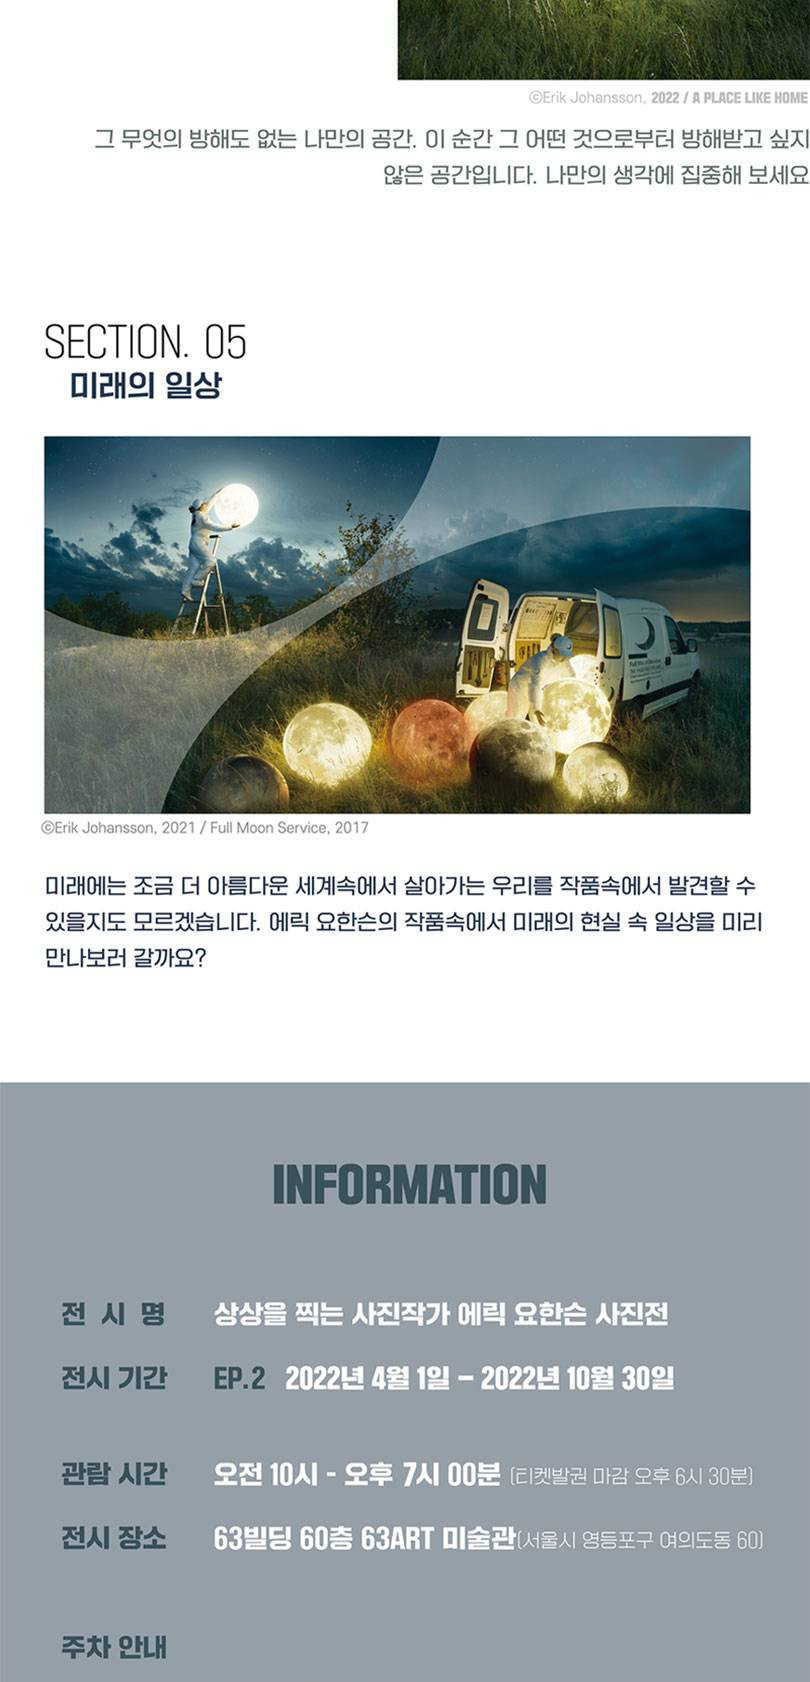 ©Erik Johansson, 2022 / A PLACE LIKE HOME
그 무엇의 방해도 없는 나만의 공간. 이 순간 그 어떤 것으로부터 방해받고 싶지
않은 공간입니다. 나만의 생각에 집중해 보세요
SECTION. 05
미래의 일상
©Erik Johansson, 2021 / Full Moon Service, 2017
미래에는 조금 더 아름다운 세계속에서 살아가는 우리를 작품속에서 발견할 수
있을지도 모르겠습니다. 에릭 요한슨의 작품속에서 미래의 현실 속 일상을 미리
만나보러 갈까요?
INFORMATION
전 시 명 상상을 찍는 사진작가 에릭 요한슨 사진전
전시 기간 EP.2 2022년 4월 1일 – 2022년 10월 30일
관람 시간 오전 10시 - 오후 7시 00분 (티켓발권 마감 오후 6시 30분)
전시 장소 63빌딩 60층 63ART 미술관(서울시 영등포구 여의도동 60)
주차 안내